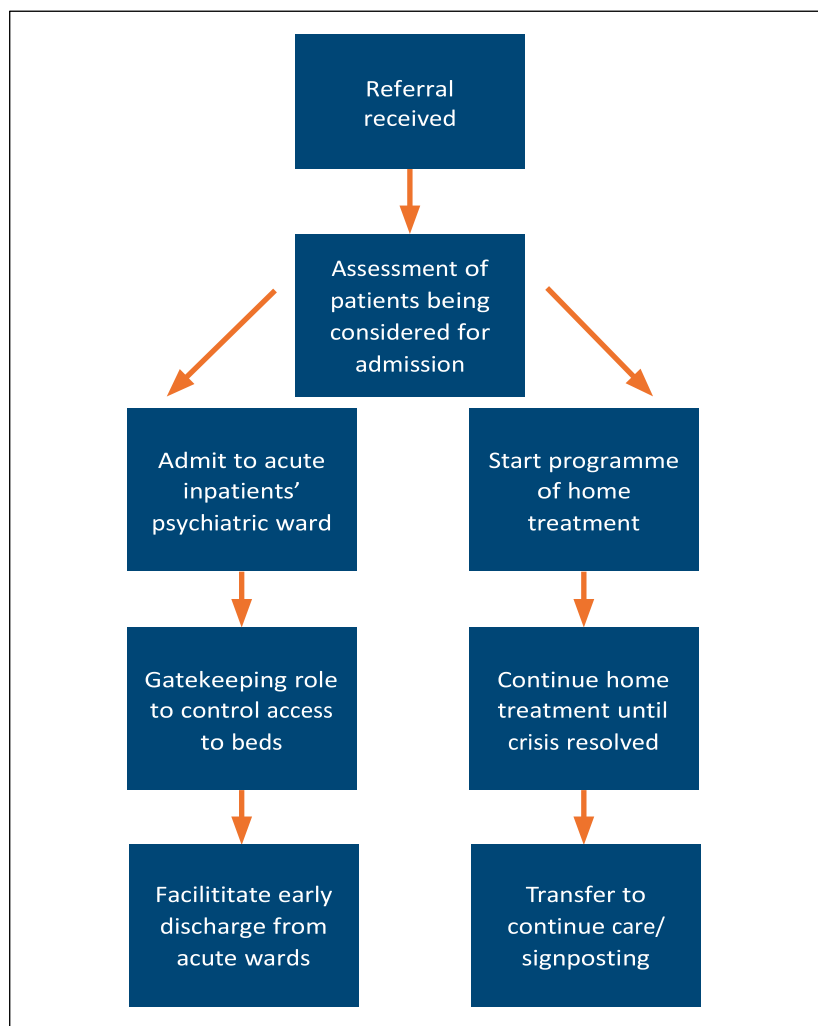 Referral
received
Assessment of
patients being
considered for
admission
Admit to acute
inpatients’
psychiatric ward
Start programme
of home
treatment
Gatekeeping role
to control access
to beds
Continue home
treatment until
crisis resolved
Facilititate early
discharge from
acute wards
Transfer to
continue care/
signposting